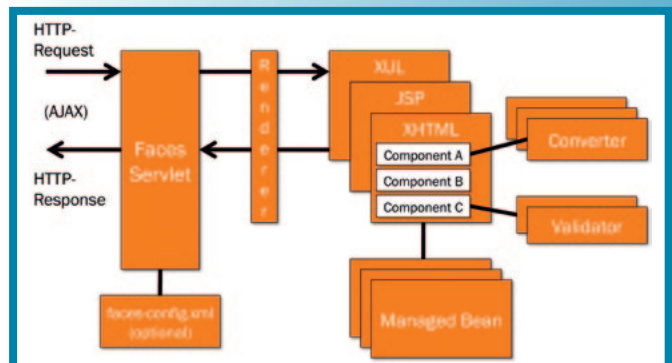 HTTP-
Request
(AJAX)
HTTP-
Response
Faces
Servlet
faces-config.xml
(optional)
Renderer
XUL
JSP
XHTML
Component A
Component B
Component C
Converter
Validator
Managed Bean